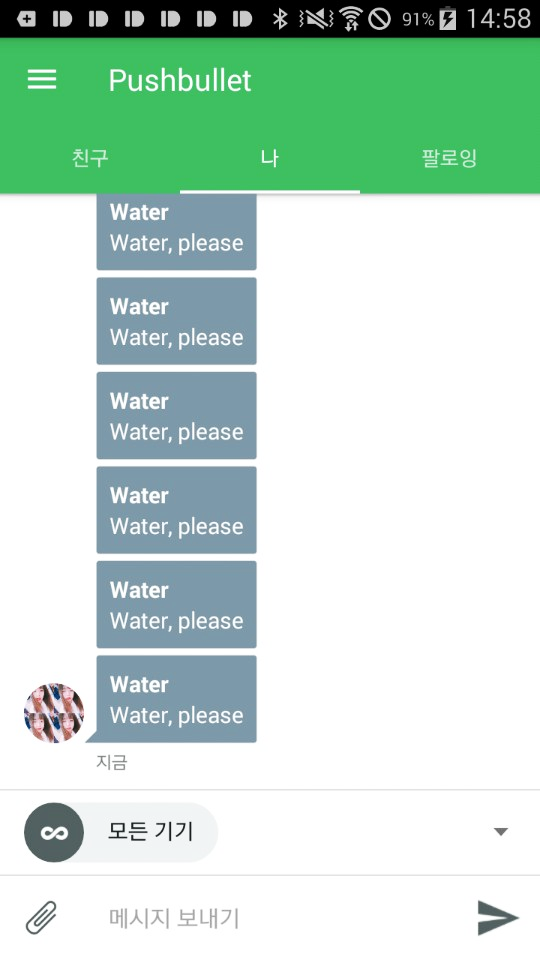 91% 14:58
Pushbullet
친구 나 팔로잉
Water
Water, please
Water
Water, please
Water
Water, please
Water
Water, please
Water
Water, please
Water
Water, please
지금
모든 기기
메시지 보내기